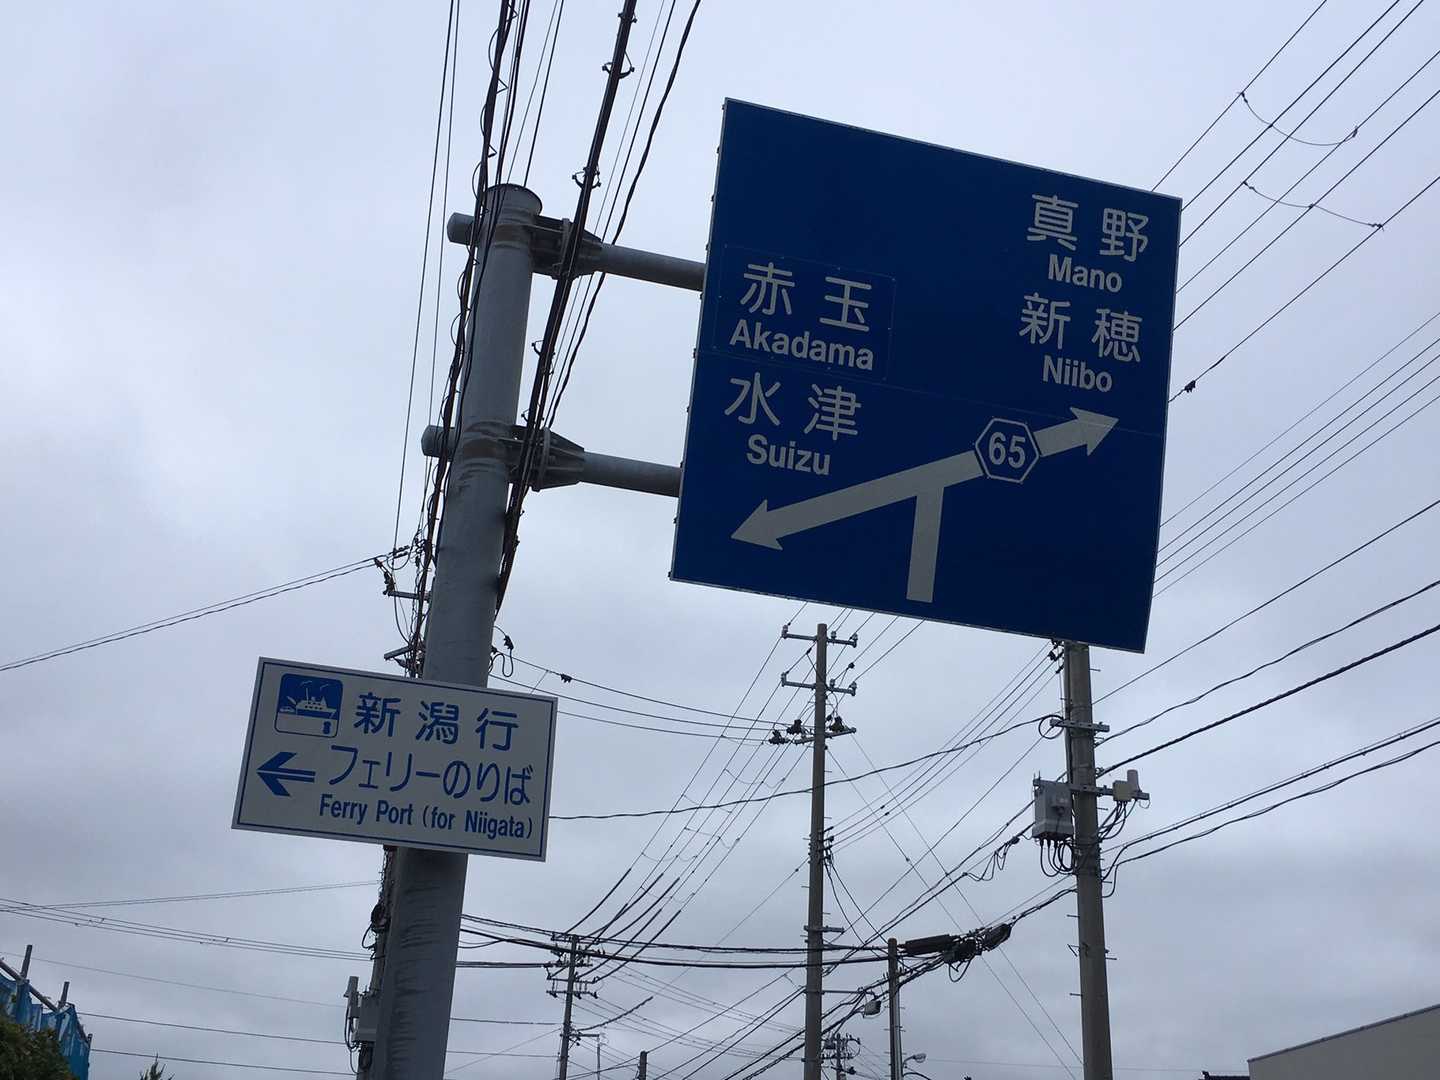 真野
Mano
新穂
Niibo
赤玉
Akadama
水津
Suizu
65
新潟行
フェリーのりば
Ferry Port (for Niigata)